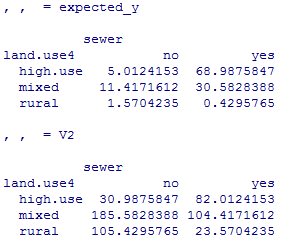 , , = expected_y
sewer
land.use4 no yes
high.use 5.0124153 68.9875847
mixed 11.4171612 30.5828388
rural 1.5704235 0.4295765
, , = V2
sewer
land.use4 no yes
high.use 30.9875847 82.0124153
mixed 185.5828388 104.4171612
rural 105.4295765 23.5704235